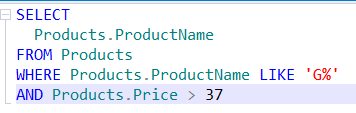 SELECT
Products.ProductName
FROM Products
WHERE Products.ProductName LIKE 'G%'
AND Products.Price > 37